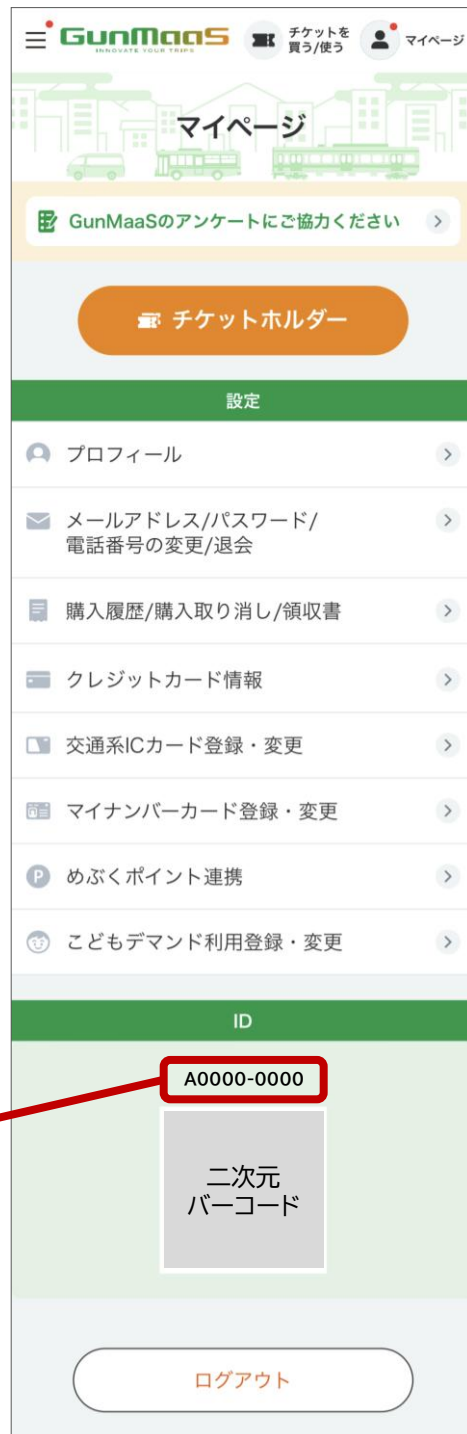 GunMaaS
INNOVATE YOUR TRIPS
チケットを
買う/使う
マイページ
マイページ
GunMaaSのアンケートにご協力ください
チケットホルダー
設定
プロフィール
メールアドレス/パスワード/
電話番号の変更/退会
購入履歴/購入取り消し/領収書
クレジットカード情報
交通系ICカード登録・変更
マイナンバーカード登録・変更
P めぶくポイント連携
こどもデマンド利用登録・変更
ID
A0000-0000
二次元
バーコード
ログアウト